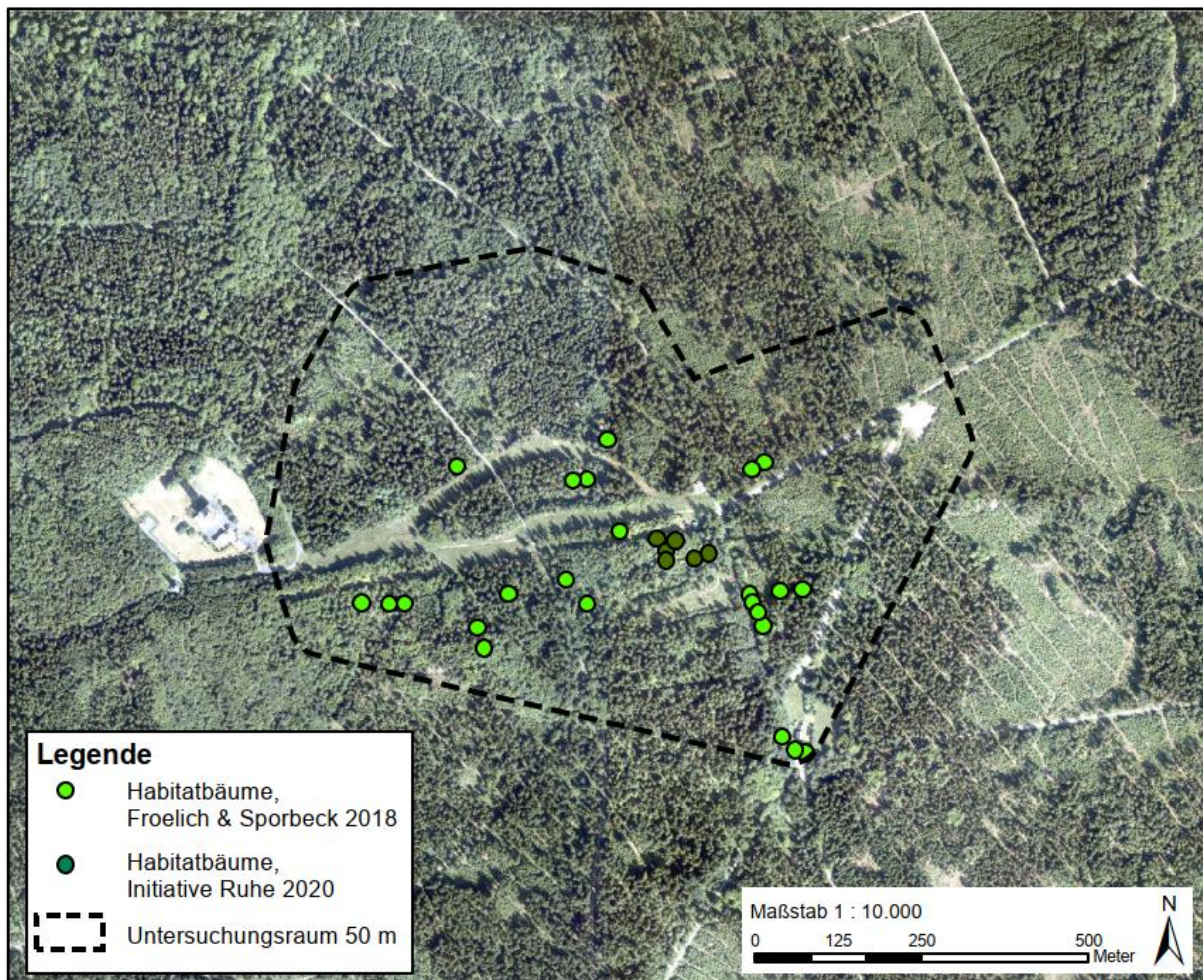 Legende
Habitatbäume,
Froelich & Sporbeck 2018
Habitatbäume,
Initiative Ruhe 2020
Untersuchungsraum 50 m
Maßstab 1 : 10.000
N
0 125 250 500
Meter